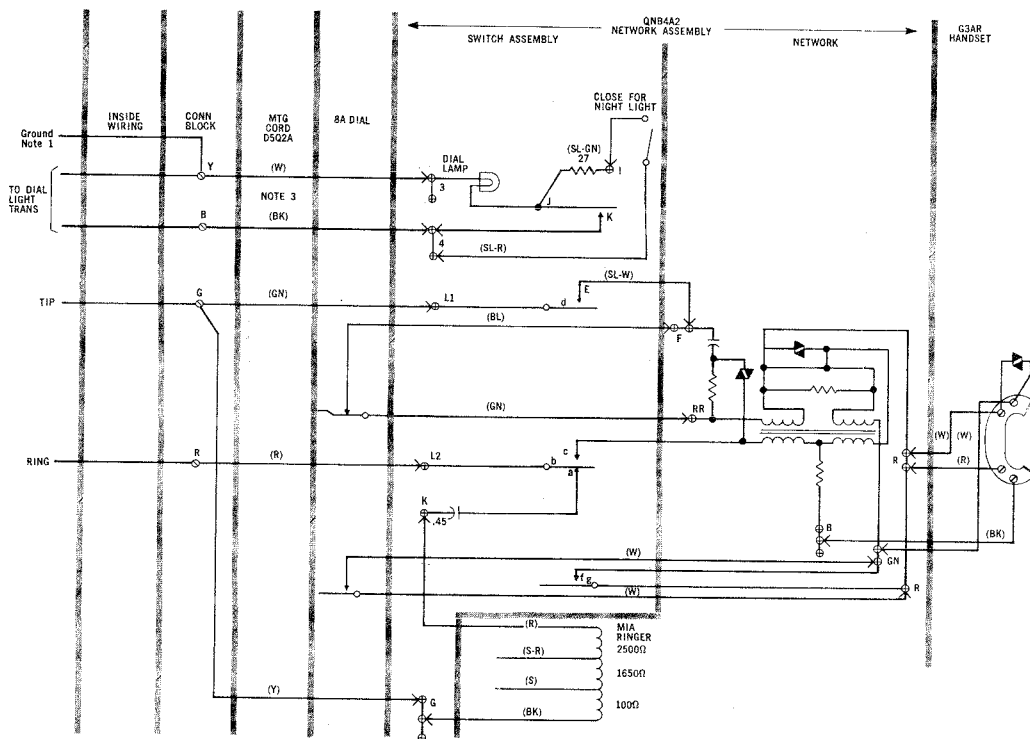 QNB4A2
NETWORK ASSEMBLY
SWITCH ASSEMBLY
NETWORK
G3AR
HANDSET
INSIDE
WIRING
CONN
BLOCK
MTG
CORD
D5Q2A
8A DIAL
CLOSE FOR
NIGHT LIGHT
Ground
Note 1
Y
(W)
DIAL
LAMP
(SL-GN)
27
I
3
J
TO DIAL
LIGHT
TRANS
NOTE 3
B
(BK)
K
4
(SL-R)
(SL-W)
E
TIP
G
(GN)
L1
d
(BL)
F
(GN)
RR
c
RING
R
(R)
L2
b
a
R
(W)
(W)
(R)
K
.45
B
(BK)
(W)
GN
f
g
(W)
R
(R)
MIA
RINGER
2500Ω
(S-R)
1650Ω
(S)
100Ω
(Y)
G
(BK)